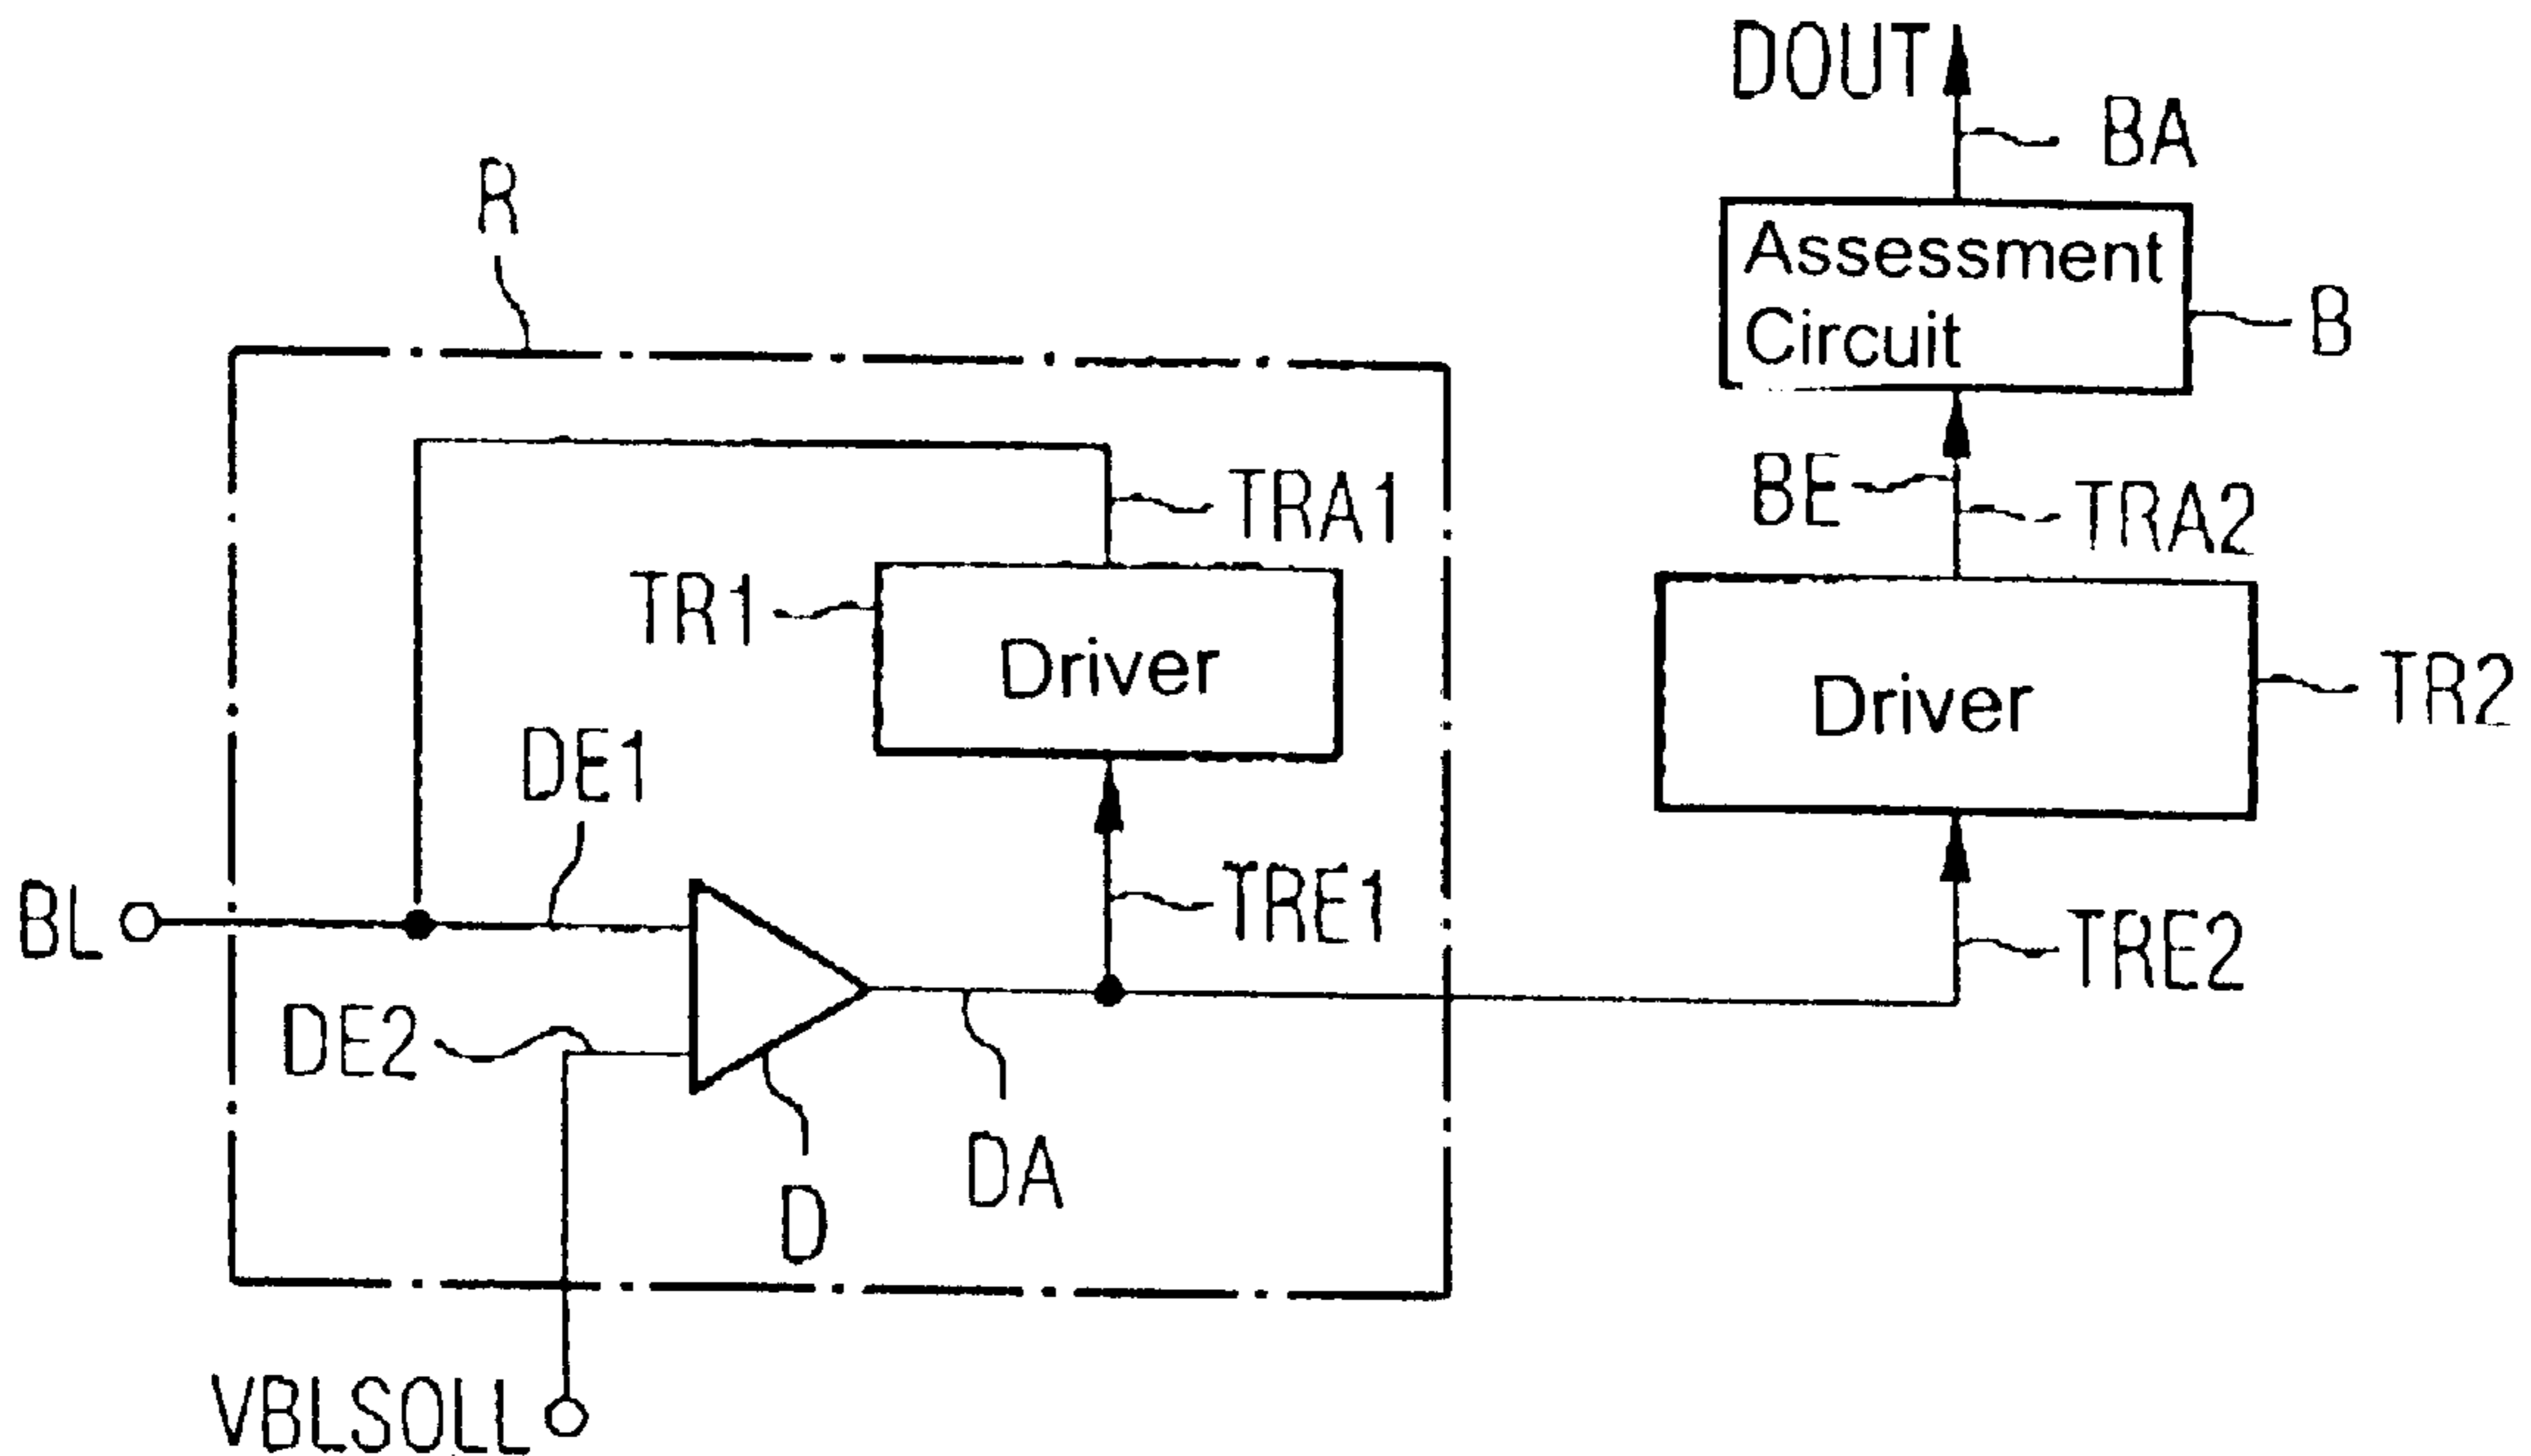 DOUT
BA
R
Assessment
Circuit
B
BE
TRA1
TRA2
TR1
Driver
Driver
TR2
DE1
BL
TRE1
TRE2
DE2
DA
D
VBLSOLL